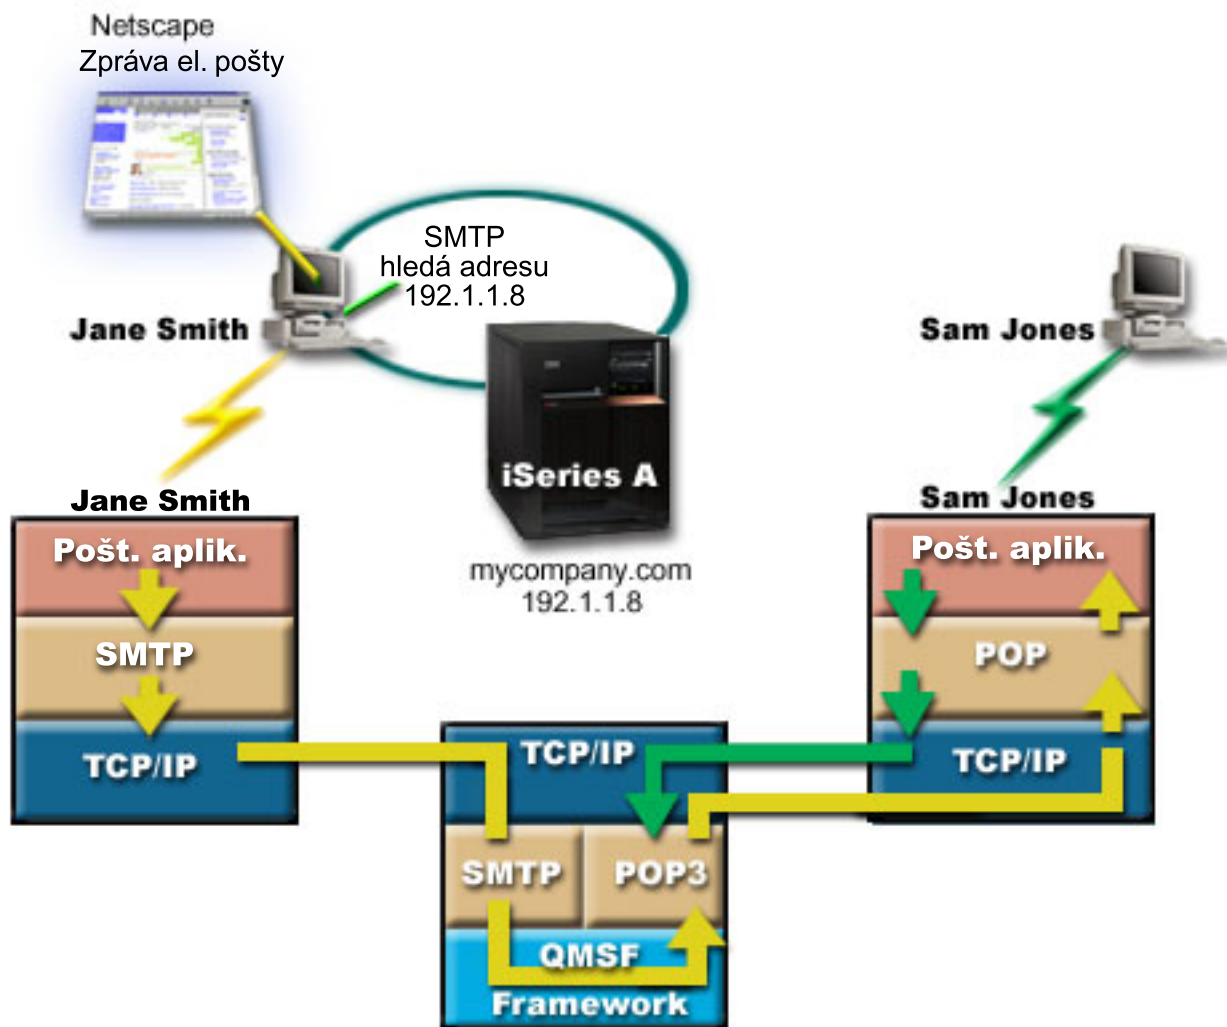 Netscape
Zpráva el. pošty
SMTP
hledá adresu
192.1.1.8
Jane Smith
Sam Jones
iSeries A
mycompany.com
192.1.1.8
Jane Smith
Pošt. aplik.
SMTP
TCP/IP
Sam Jones
Pošt. aplik.
POP
TCP/IP
TCP/IP
SMTP
POP3
QMSF
Framework